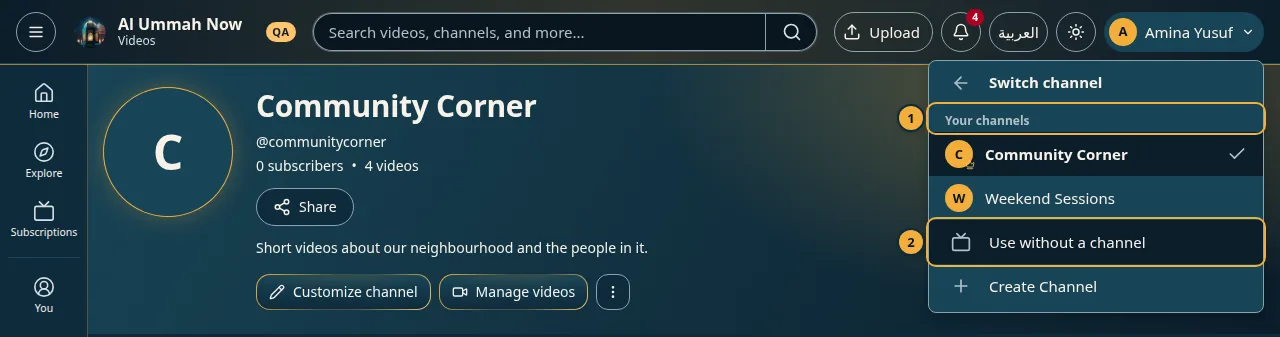 Al Ummah Now
Videos
QA
Search videos, channels, and more...
Upload
4
العربية
A
Amina Yusuf
Home
Explore
Subscriptions
You
C
Community Corner
@communitycorner
0 subscribers • 4 videos
Share
Short videos about our neighbourhood and the people in it.
Customize channel
Manage videos
Switch channel
1
Your channels
C
Community Corner
W
Weekend Sessions
2
Use without a channel
Create Channel